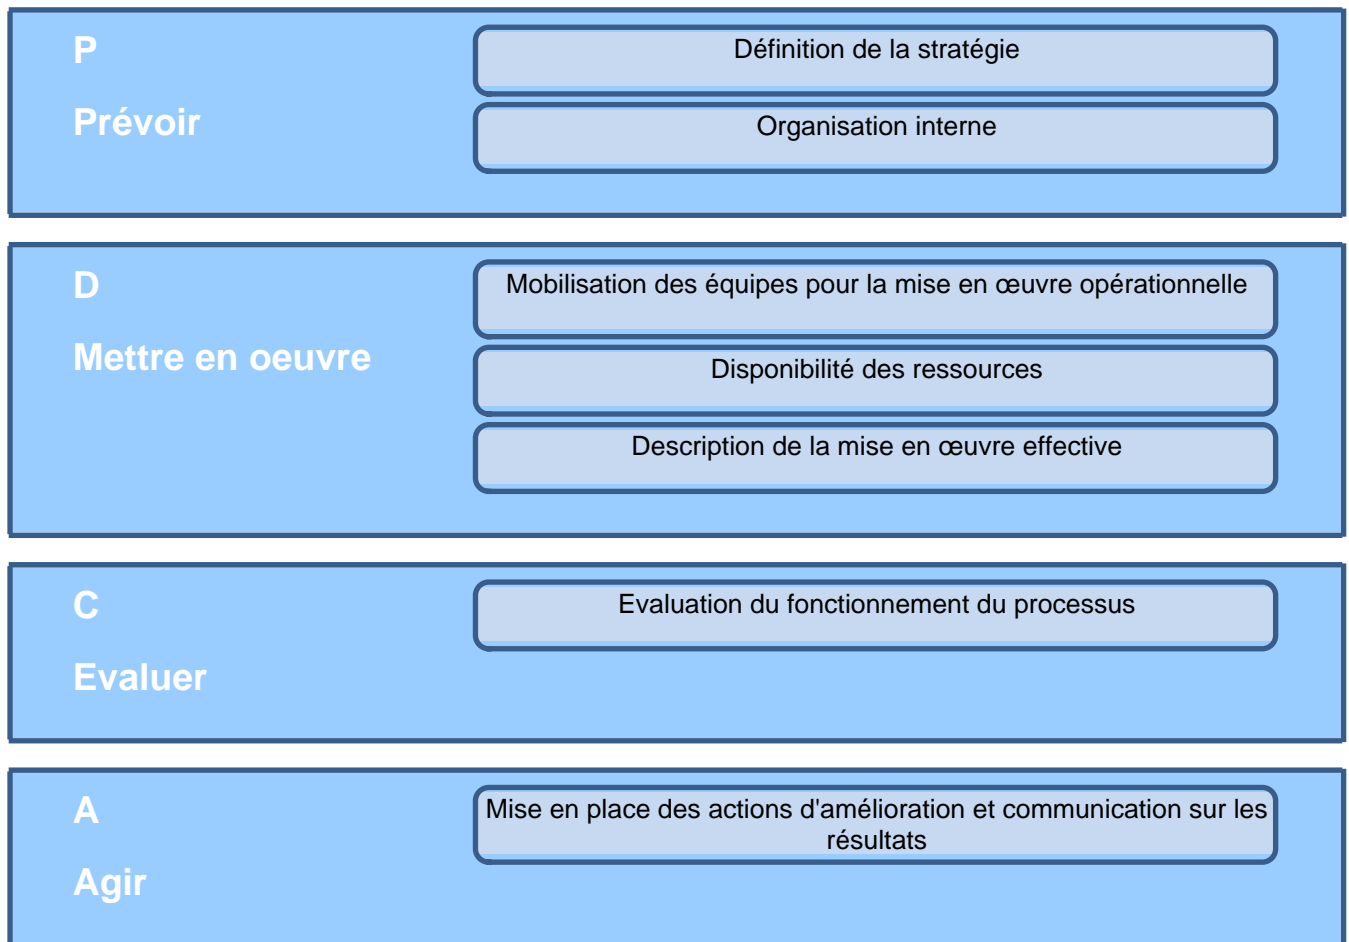 P
Prévoir
Définition de la stratégie
Organisation interne
D
Mettre en oeuvre
Mobilisation des équipes pour la mise en œuvre opérationnelle
Disponibilité des ressources
Description de la mise en œuvre effective
C
Evaluer
Evaluation du fonctionnement du processus
A
Agir
Mise en place des actions d'amélioration et communication sur les
résultats